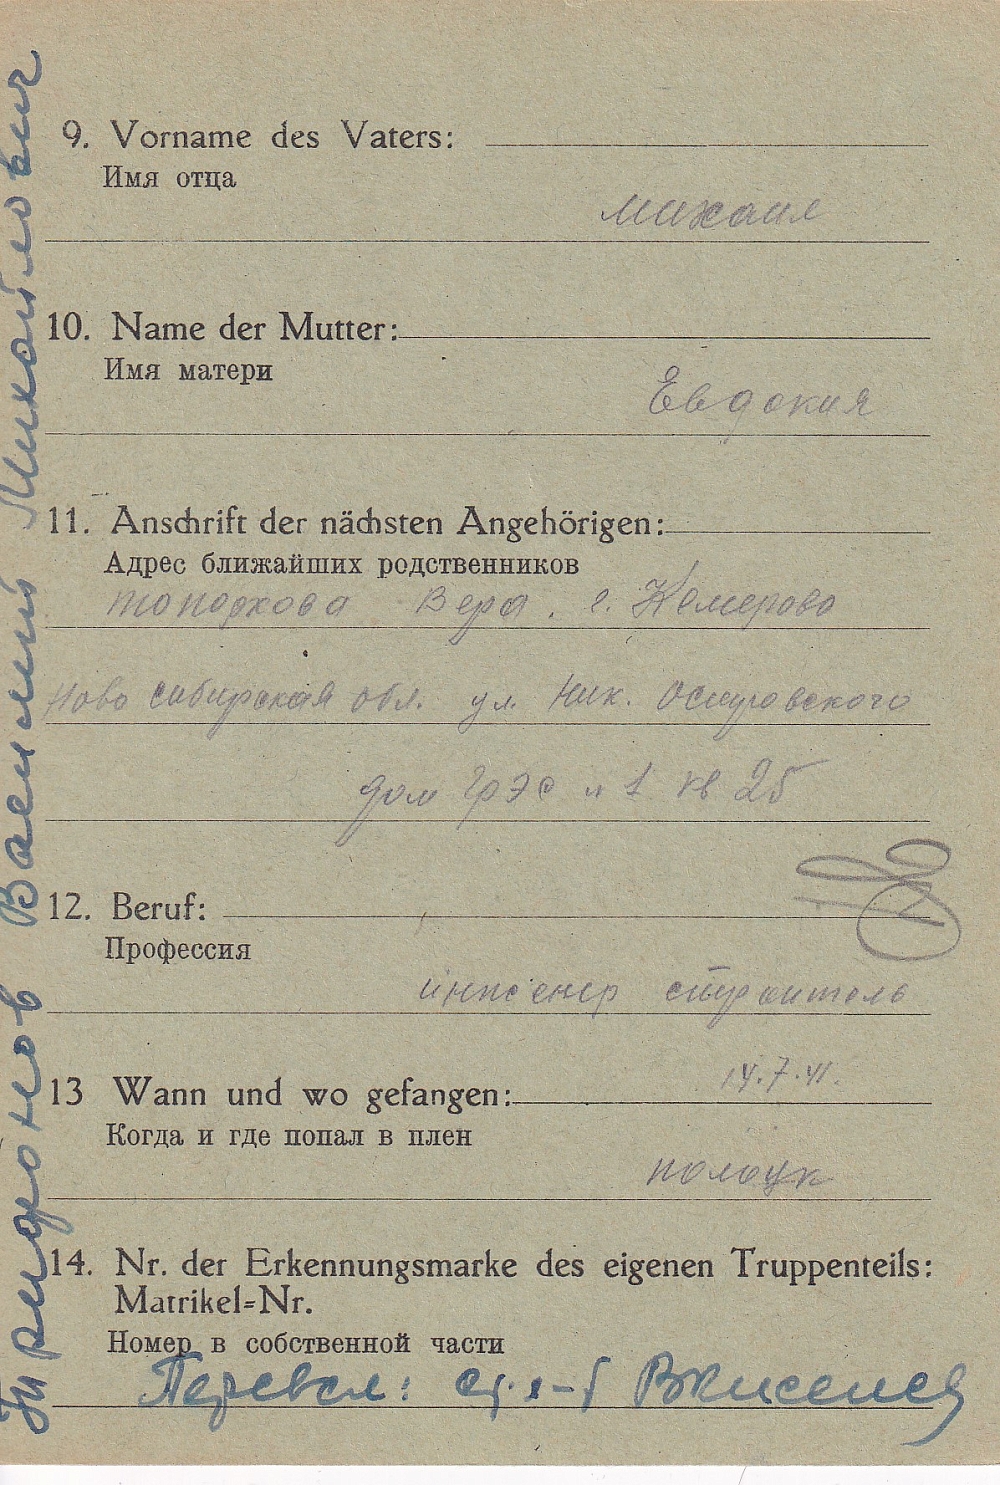 9. Vorname des Vaters:
Имя отца
михаил
10. Name der Mutter:
Имя матери
Евдокия
11. Anschrift der nächsten Angehörigen:
Адрес ближайших родственников
топоркова Вера. г. Кемерово
Ново сибирская обл. ул. Ник. Островского
дом Грэс н 1 кв 25
12. Beruf:
Профессия
инженер строитель
13 Wann und wo gefangen:
14.7.41.
Когда и где попал в плен
полоцк
14. Nr. der Erkennungsmarke des eigenen Truppenteils:
Matrikel=Nr.
Номер в собственной части
Перевел:
Василий Михайлович